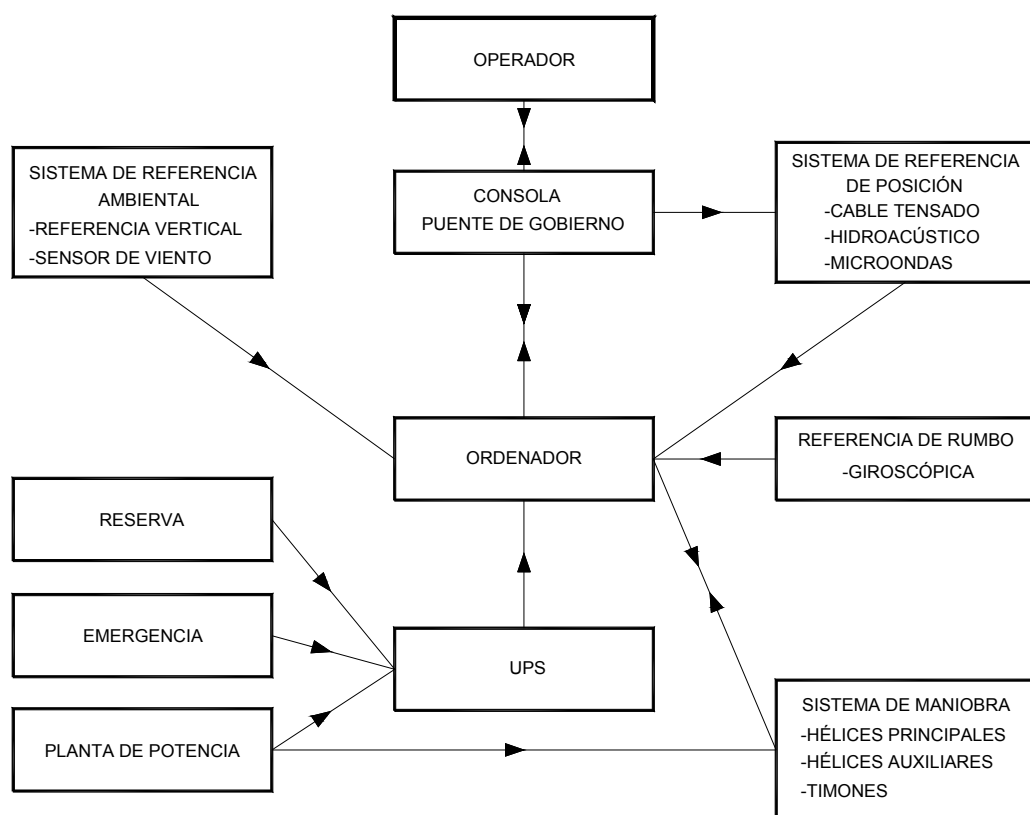 OPERADOR
SISTEMA DE REFERENCIA
AMBIENTAL
-REFERENCIA VERTICAL
-SENSOR DE VIENTO
CONSOLA
PUENTE DE GOBIERNO
SISTEMA DE REFERENCIA
DE POSICIÓN
-CABLE TENSADO
-HIDROACÚSTICO
-MICROONDAS
ORDENADOR
REFERENCIA DE RUMBO
-GIROSCÓPICA
RESERVA
EMERGENCIA
UPS
PLANTA DE POTENCIA
SISTEMA DE MANIOBRA
-HÉLICES PRINCIPALES
-HÉLICES AUXILIARES
-TIMONES